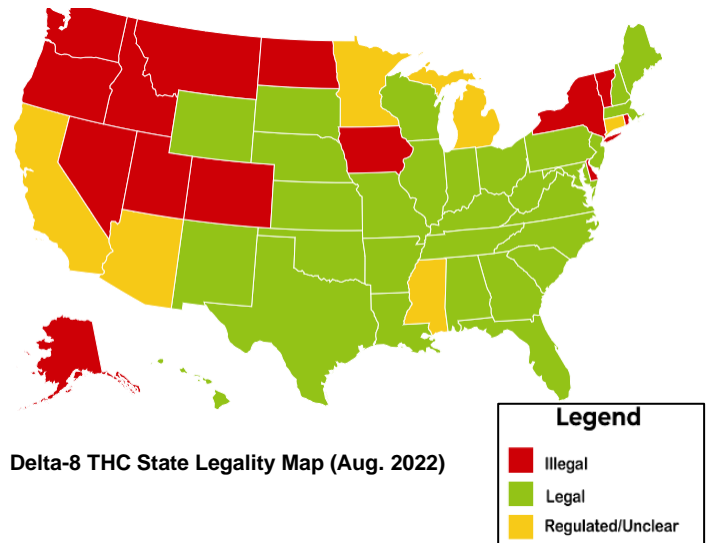 Legend
Delta-8 THC State Legality Map (Aug. 2022)
Illegal
Legal
Regulated/Unclear